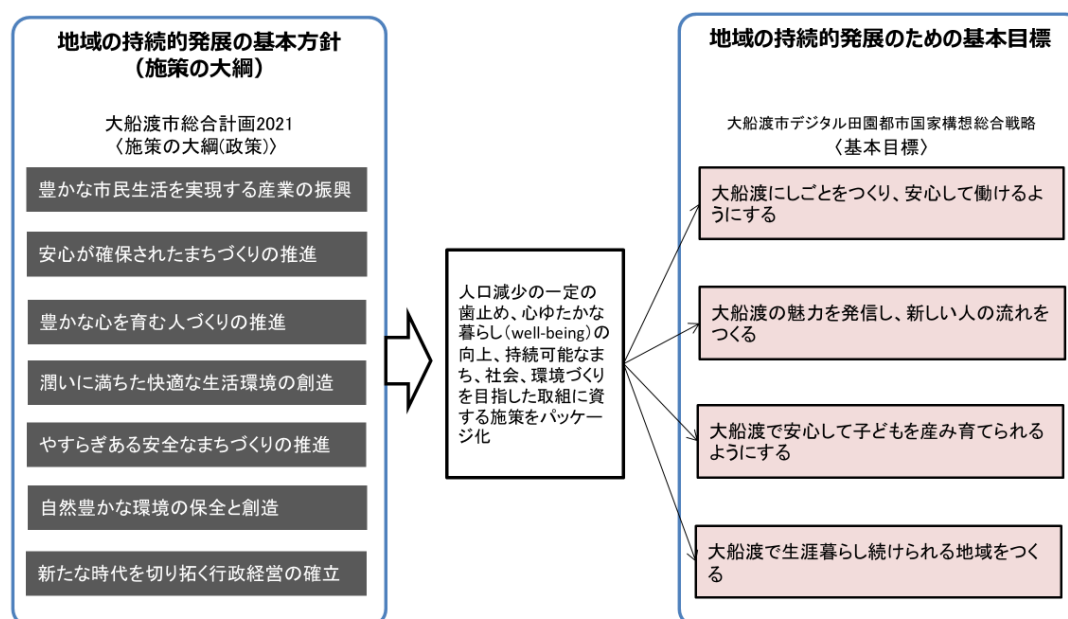 地域の持続的発展の基本方針
（施策の大綱）
大船渡市総合計画2021
〈施策の大綱(政策)〉
豊かな市民生活を実現する産業の振興
安心が確保されたまちづくりの推進
豊かな心を育む人づくりの推進
潤いに満ちた快適な生活環境の創造
やすらぎある安全なまちづくりの推進
自然豊かな環境の保全と創造
新たな時代を切り拓く行政経営の確立
人口減少の一定の
歯止め、心ゆたかな
暮らし（well-being）の
向上、持続可能なま
ち、社会、環境づくり
を目指した取組に資
する施策をパッケー
ジ化
地域の持続的発展のための基本目標
大船渡市デジタル田園都市国家構想総合戦略
〈基本目標〉
大船渡にしごとをつくり、安心して働けるよ
うにする
大船渡の魅力を発信し、新しい人の流れを
つくる
大船渡で安心して子どもを産み育てられる
ようにする
大船渡で生涯暮らし続けられる地域をつく
る